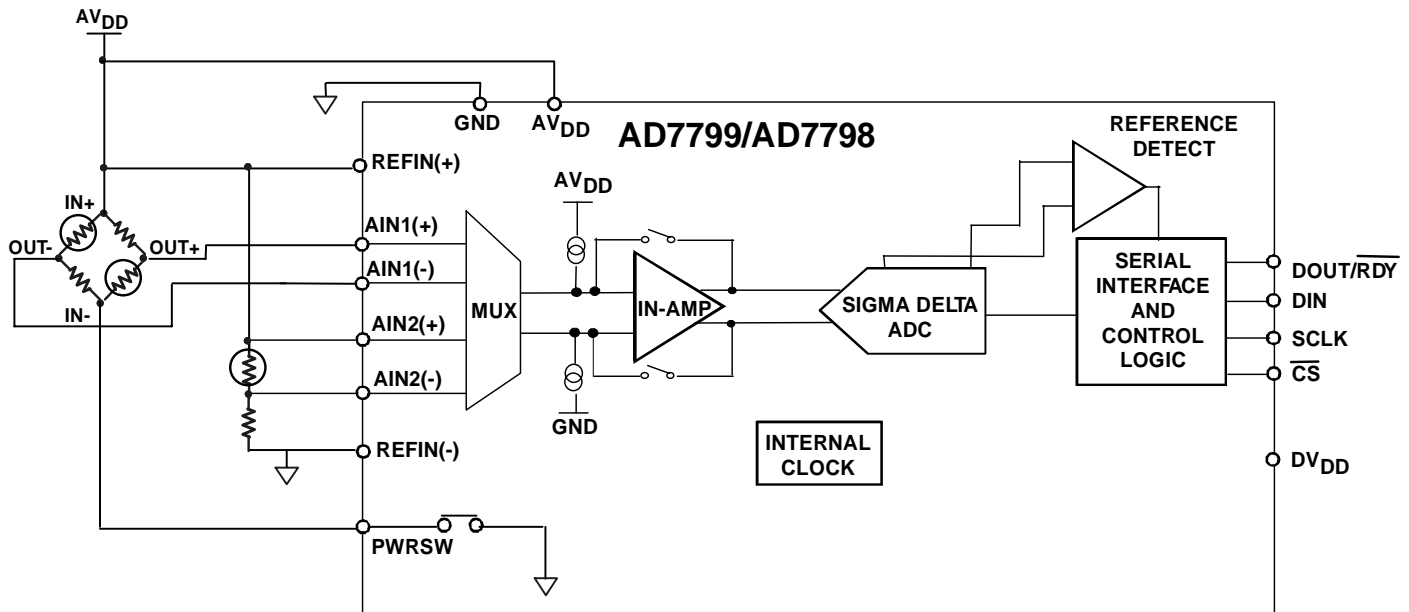 AVDD
GND
AVDD
AD7799/AD7798
REFERENCE
DETECT
REFIN(+)
AVDD
IN+
AIN1(+)
OUT-
OUT+
AIN1(-)
IN-
MUX
IN-AMP
SIGMA DELTA
ADC
SERIAL
INTERFACE
AND
CONTROL
LOGIC
DOUT/RDY
DIN
SCLK
CS
AIN2(+)
AIN2(-)
GND
REFIN(-)
INTERNAL
CLOCK
DVDD
PWRSW